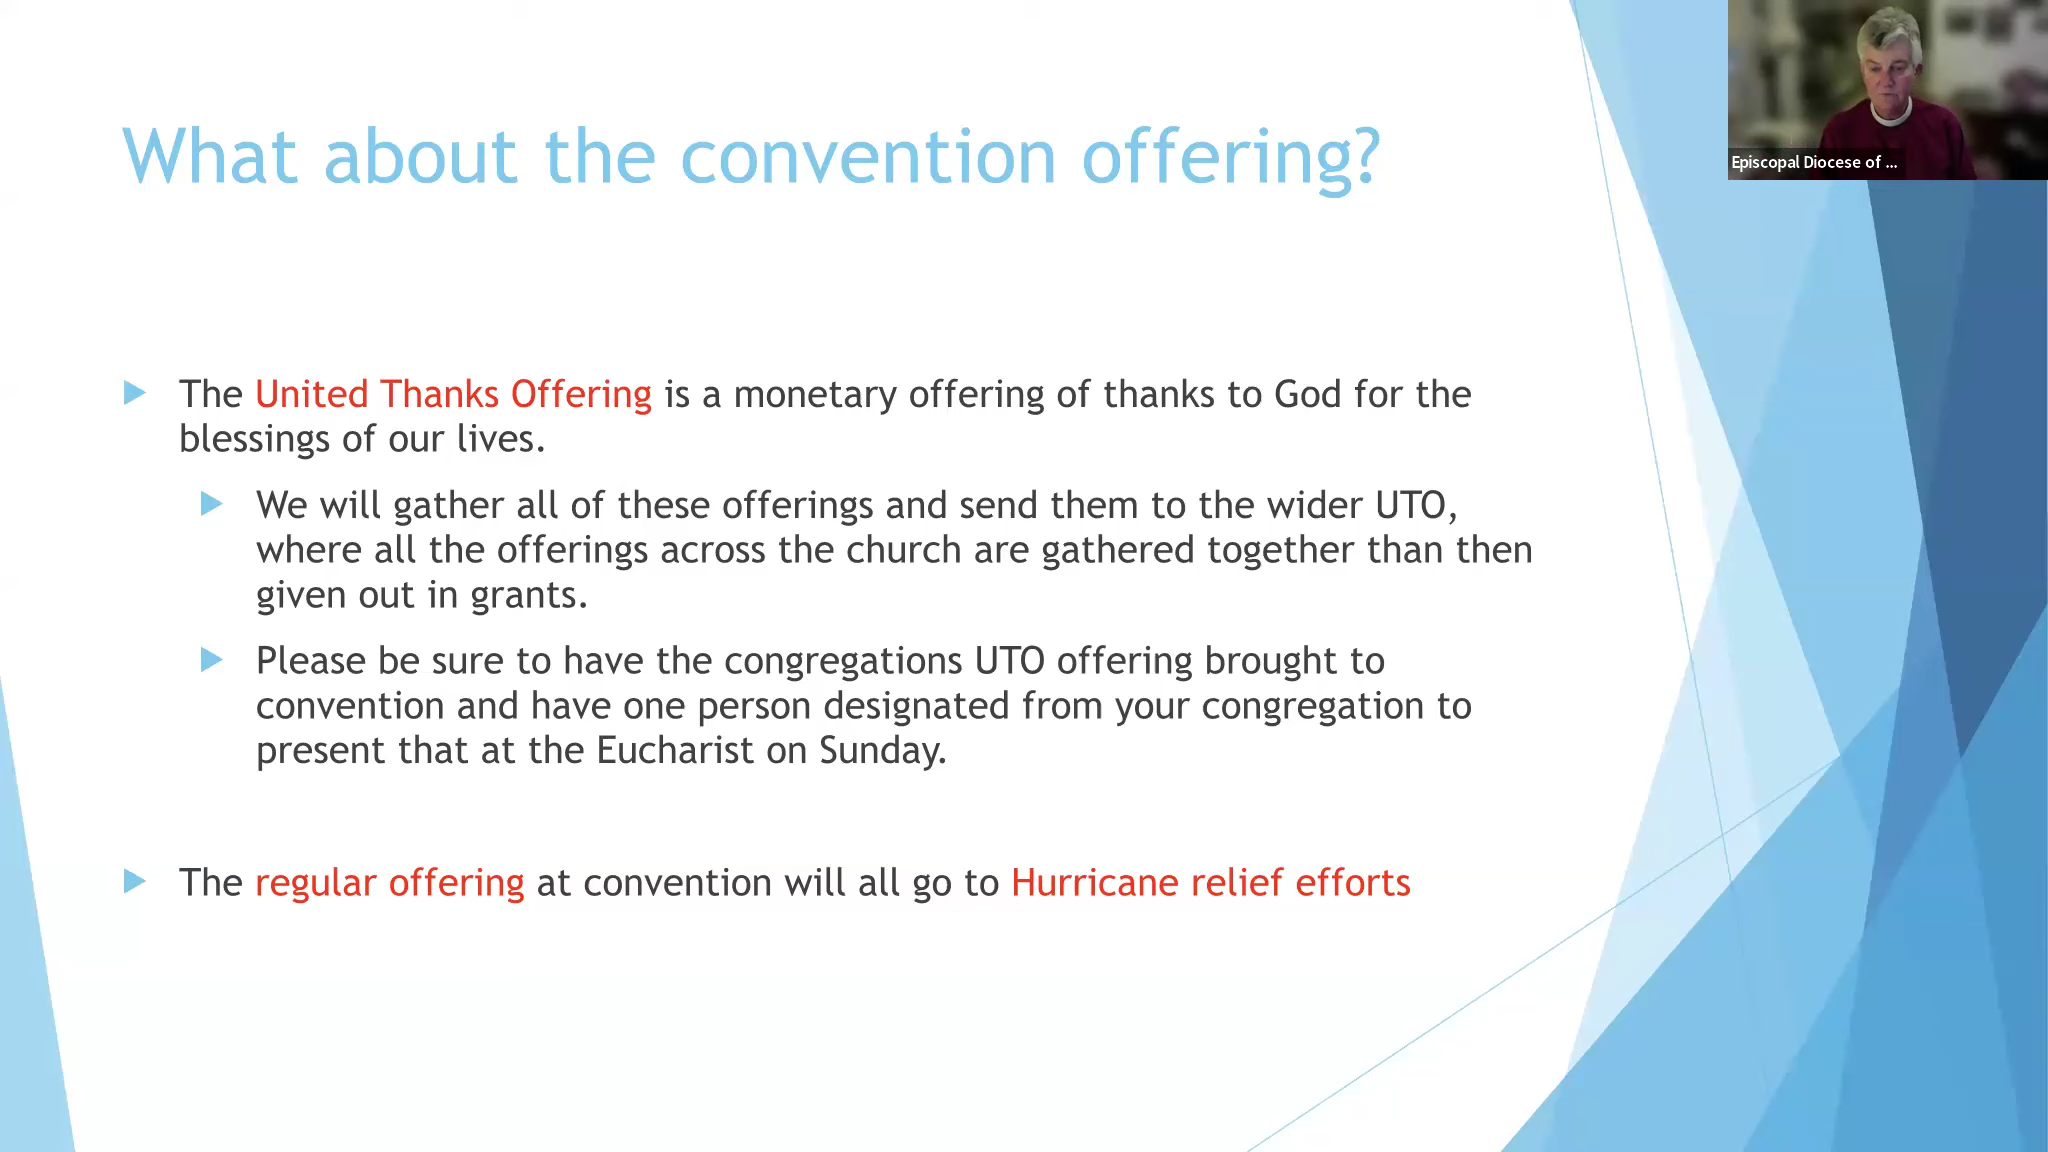 What about the convention offering?
Episcopal Diocese of ...
The United Thanks Offering is a monetary offering of thanks to God for the
blessings of our lives.
We will gather all of these offerings and send them to the wider UTO,
where all the offerings across the church are gathered together than then
given out in grants.
Please be sure to have the congregations UTO offering brought to
convention and have one person designated from your congregation to
present that at the Eucharist on Sunday.
The regular offering at convention will all go to Hurricane relief efforts